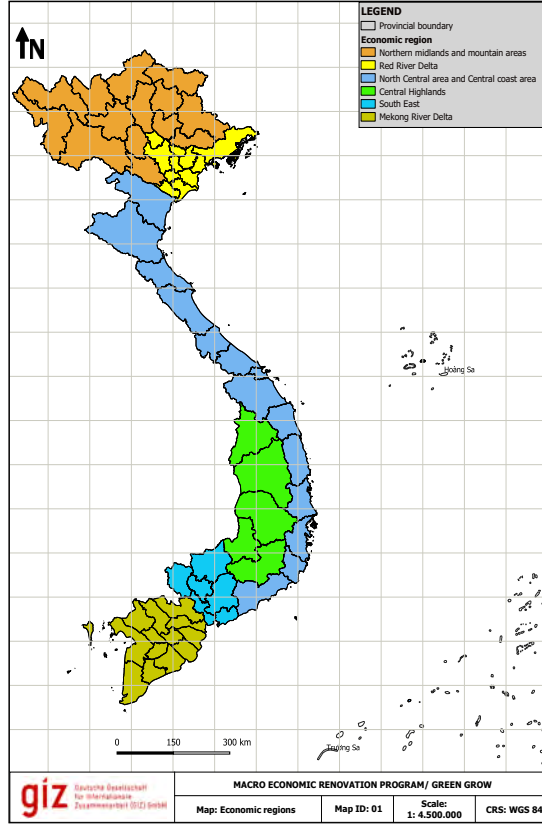 LEGEND
Provincial boundary
Economic region
Northern midlands and mountain areas
Red River Delta
North Central area and Central coast area
Central Highlands
South East
Mekong River Delta
N
Hoàng Sa
Trường Sa
0 150 300 km
giz
Deutsche Gesellschaft
für Internationale
Zusammenarbeit (GIZ) GmbH
MACRO ECONOMIC RENOVATION PROGRAM/ GREEN GROW
Map: Economic regions
Map ID: 01
Scale:
1: 4.500.000
CRS: WGS 84